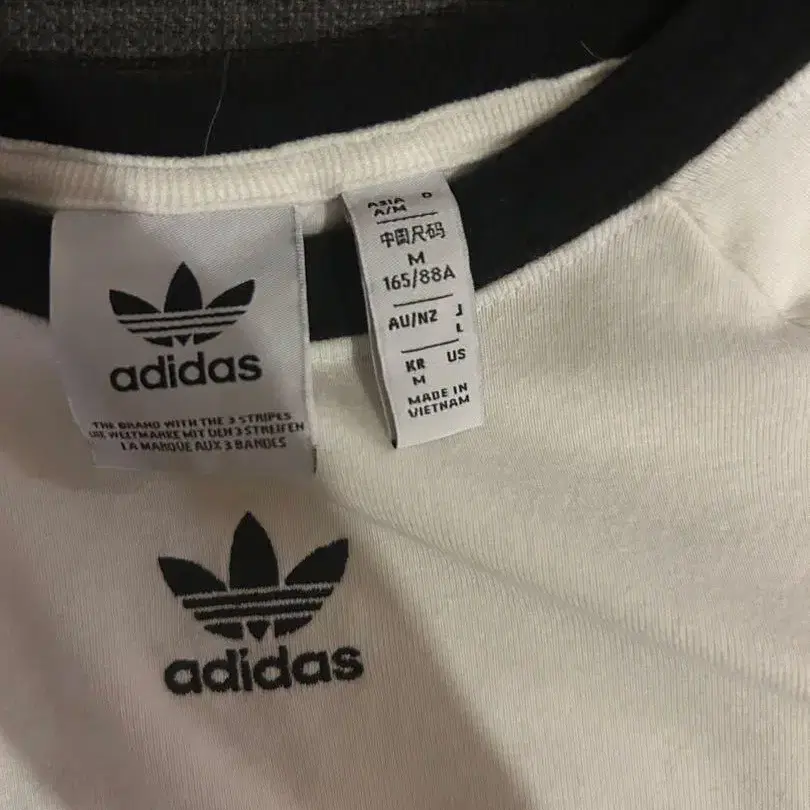 adidas
THE BRAND WITH THE 3 STRIPES
DIE WELTMARKE MIT DEN 3 STREIFEN
LA MARQUE AUX 3 BANDES
ASIA D
A/M
中国尺码
M
165/88A
AU/NZ J
L
KR US
M
MADE IN
VIETNAM
adidas